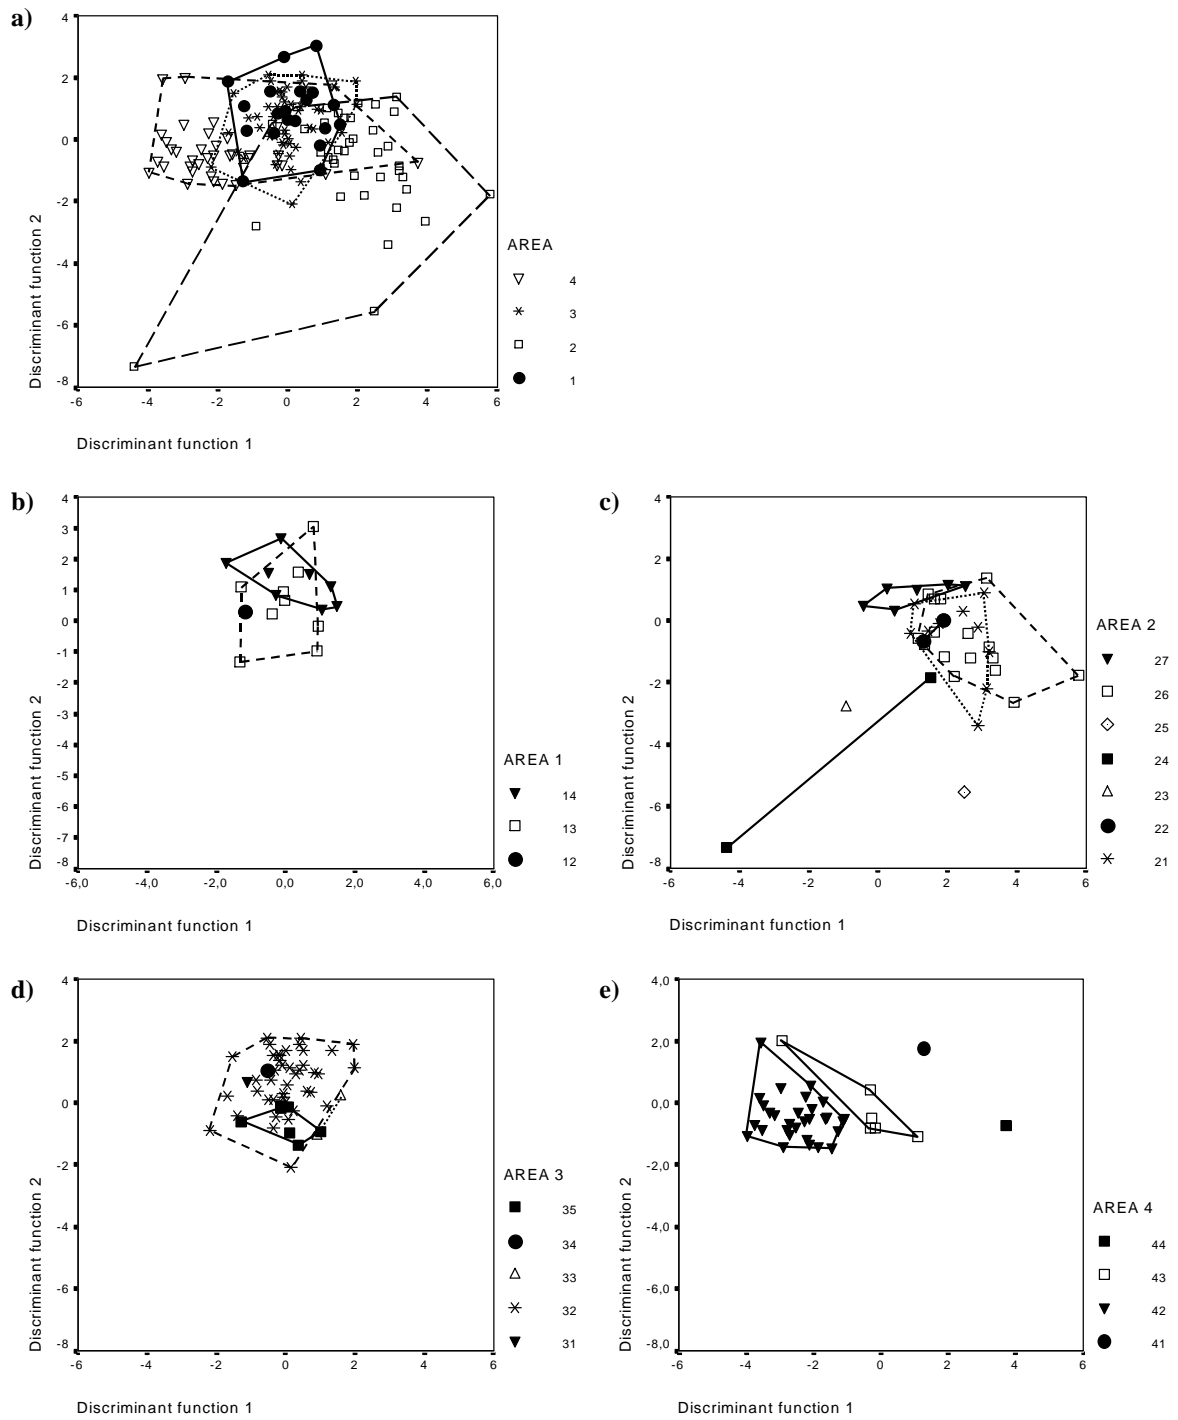 a)
4
2
0
-2
-4
-6
-8
Discriminant function 2
-6 -4 -2 0 2 4 6
Discriminant function 1
AREA
4
3
2
1
b)
4
3
2
1
0
-1
-2
-3
-4
-5
-6
-7
-8
Discriminant function 2
-6,0 -4,0 -2,0 0,0 2,0 4,0 6,0
Discriminant function 1
AREA 1
14
13
12
c)
4
2
0
-2
-4
-6
-8
Discriminant function 2
-6 -4 -2 0 2 4 6
Discriminant function 1
AREA 2
27
26
25
24
23
22
21
d)
4
2
0
-2
-4
-6
-8
Discriminant function 2
-6 -4 -2 0 2 4 6
Discriminant function 1
AREA 3
35
34
33
32
31
e)
4,0
2,0
0,0
-2,0
-4,0
-6,0
-8,0
Discriminant function 2
-6 -4 -2 0 2 4 6
Discriminant function 1
AREA 4
44
43
42
41